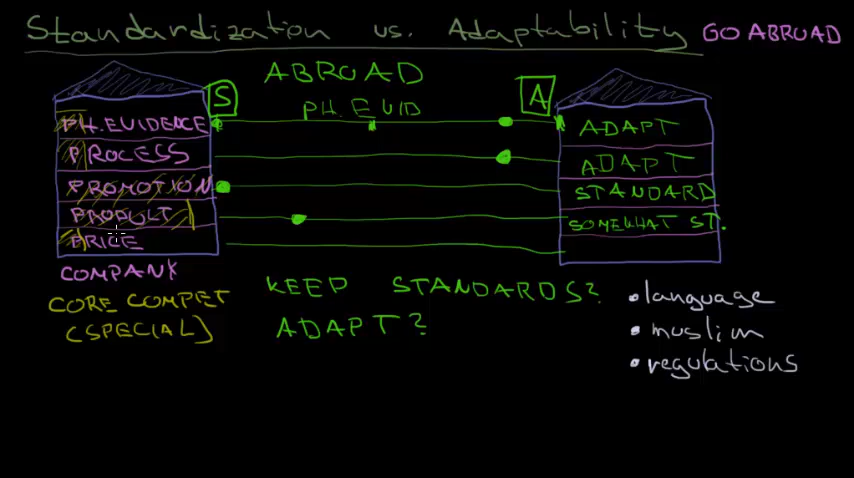 Standardization vs. Adaptability GO ABROAD
S ABROAD A
PH. EVID
PH. EVIDENCE ADAPT
PROCESS ADAPT
PROMOTION STANDARD
PRODULT SOMEWHAT ST.
PRICE
COMPANY
CORE COMPET
(SPECIAL)
KEEP STANDARDS?
ADAPT?
• language
• muslim
• regulations